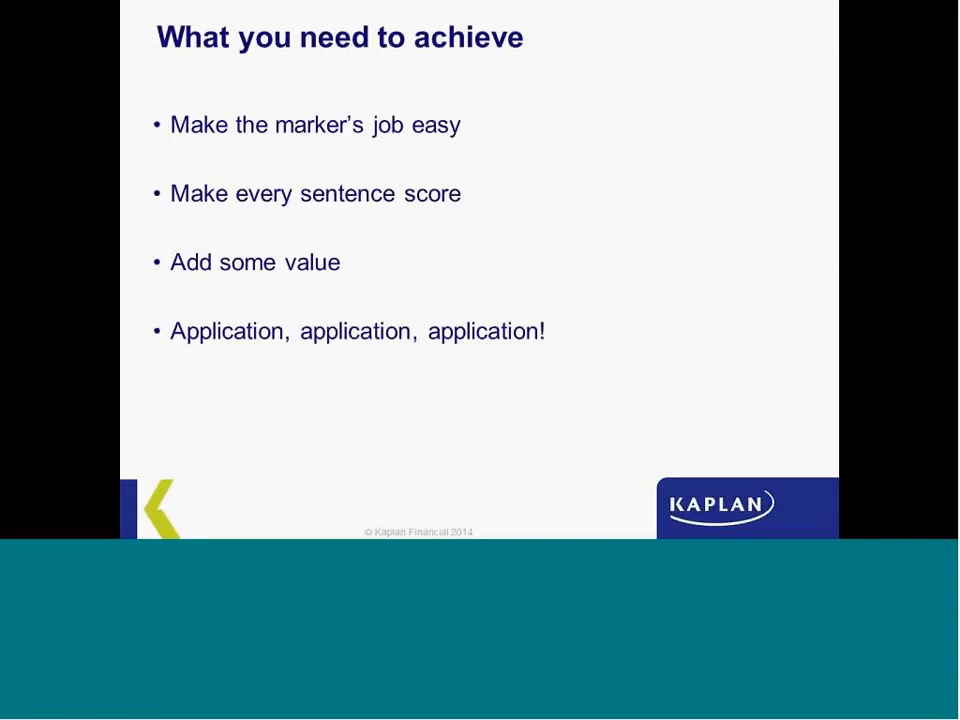 What you need to achieve
• Make the marker's job easy
• Make every sentence score
• Add some value
• Application, application, application!
KAPLAN
© Kaplan Financial 2014